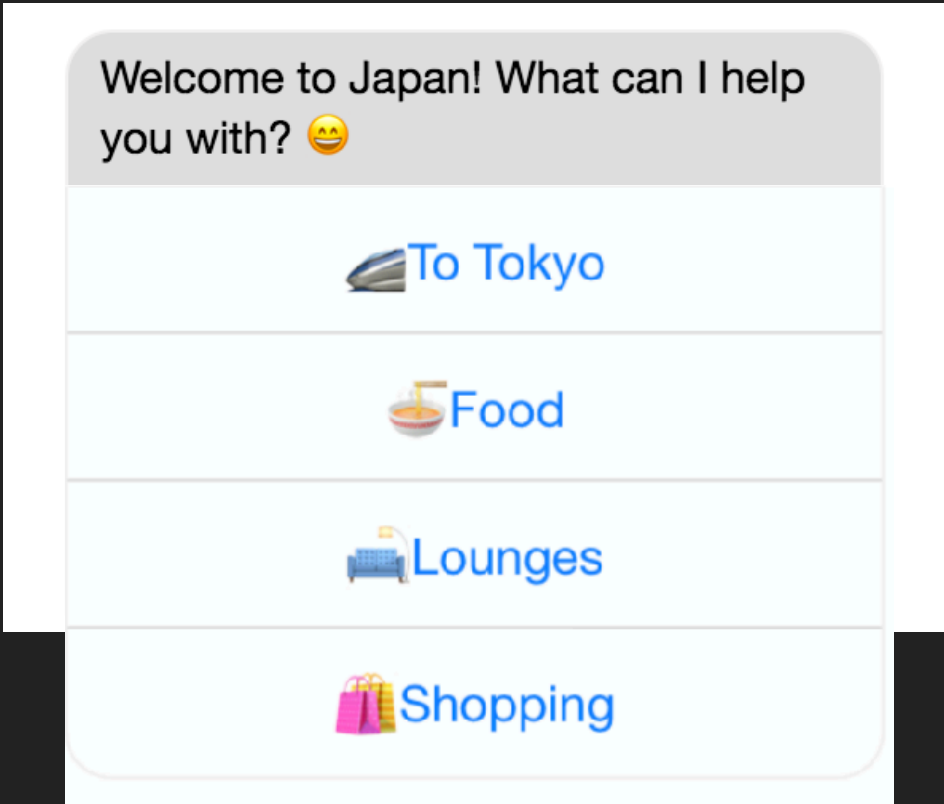 Welcome to Japan! What can I help
you with? 😄
🚄To Tokyo
🍜Food
🛋Lounges
🛍Shopping